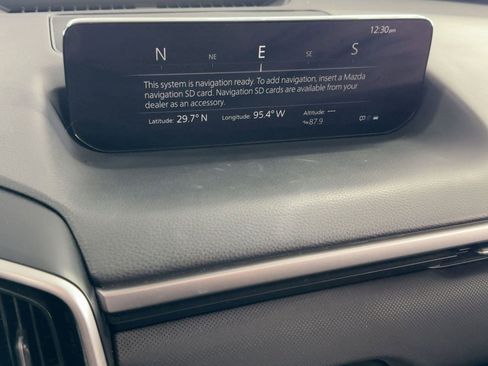 12:30pm
N NE E SE S
This system is navigation ready. To add navigation, insert a Mazda
navigation SD card. Navigation SD cards are available from your
dealer as an accessory.
Latitude: 29.7° N Longitude: 95.4° W Altitude: ---
87.9